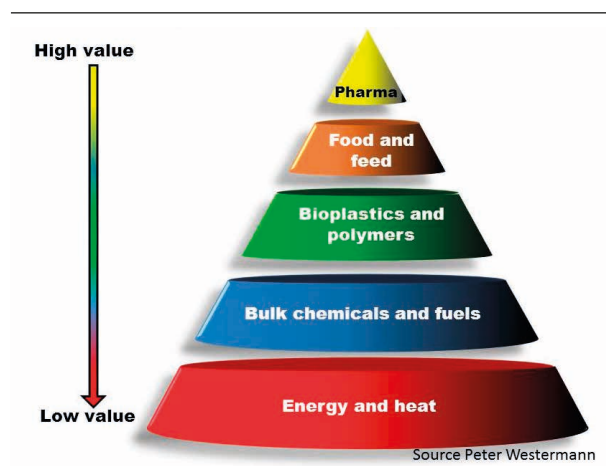 High value
Pharma
Food and
feed
Bioplastics and
polymers
Bulk chemicals and fuels
Energy and heat
Low value
Source Peter Westermann